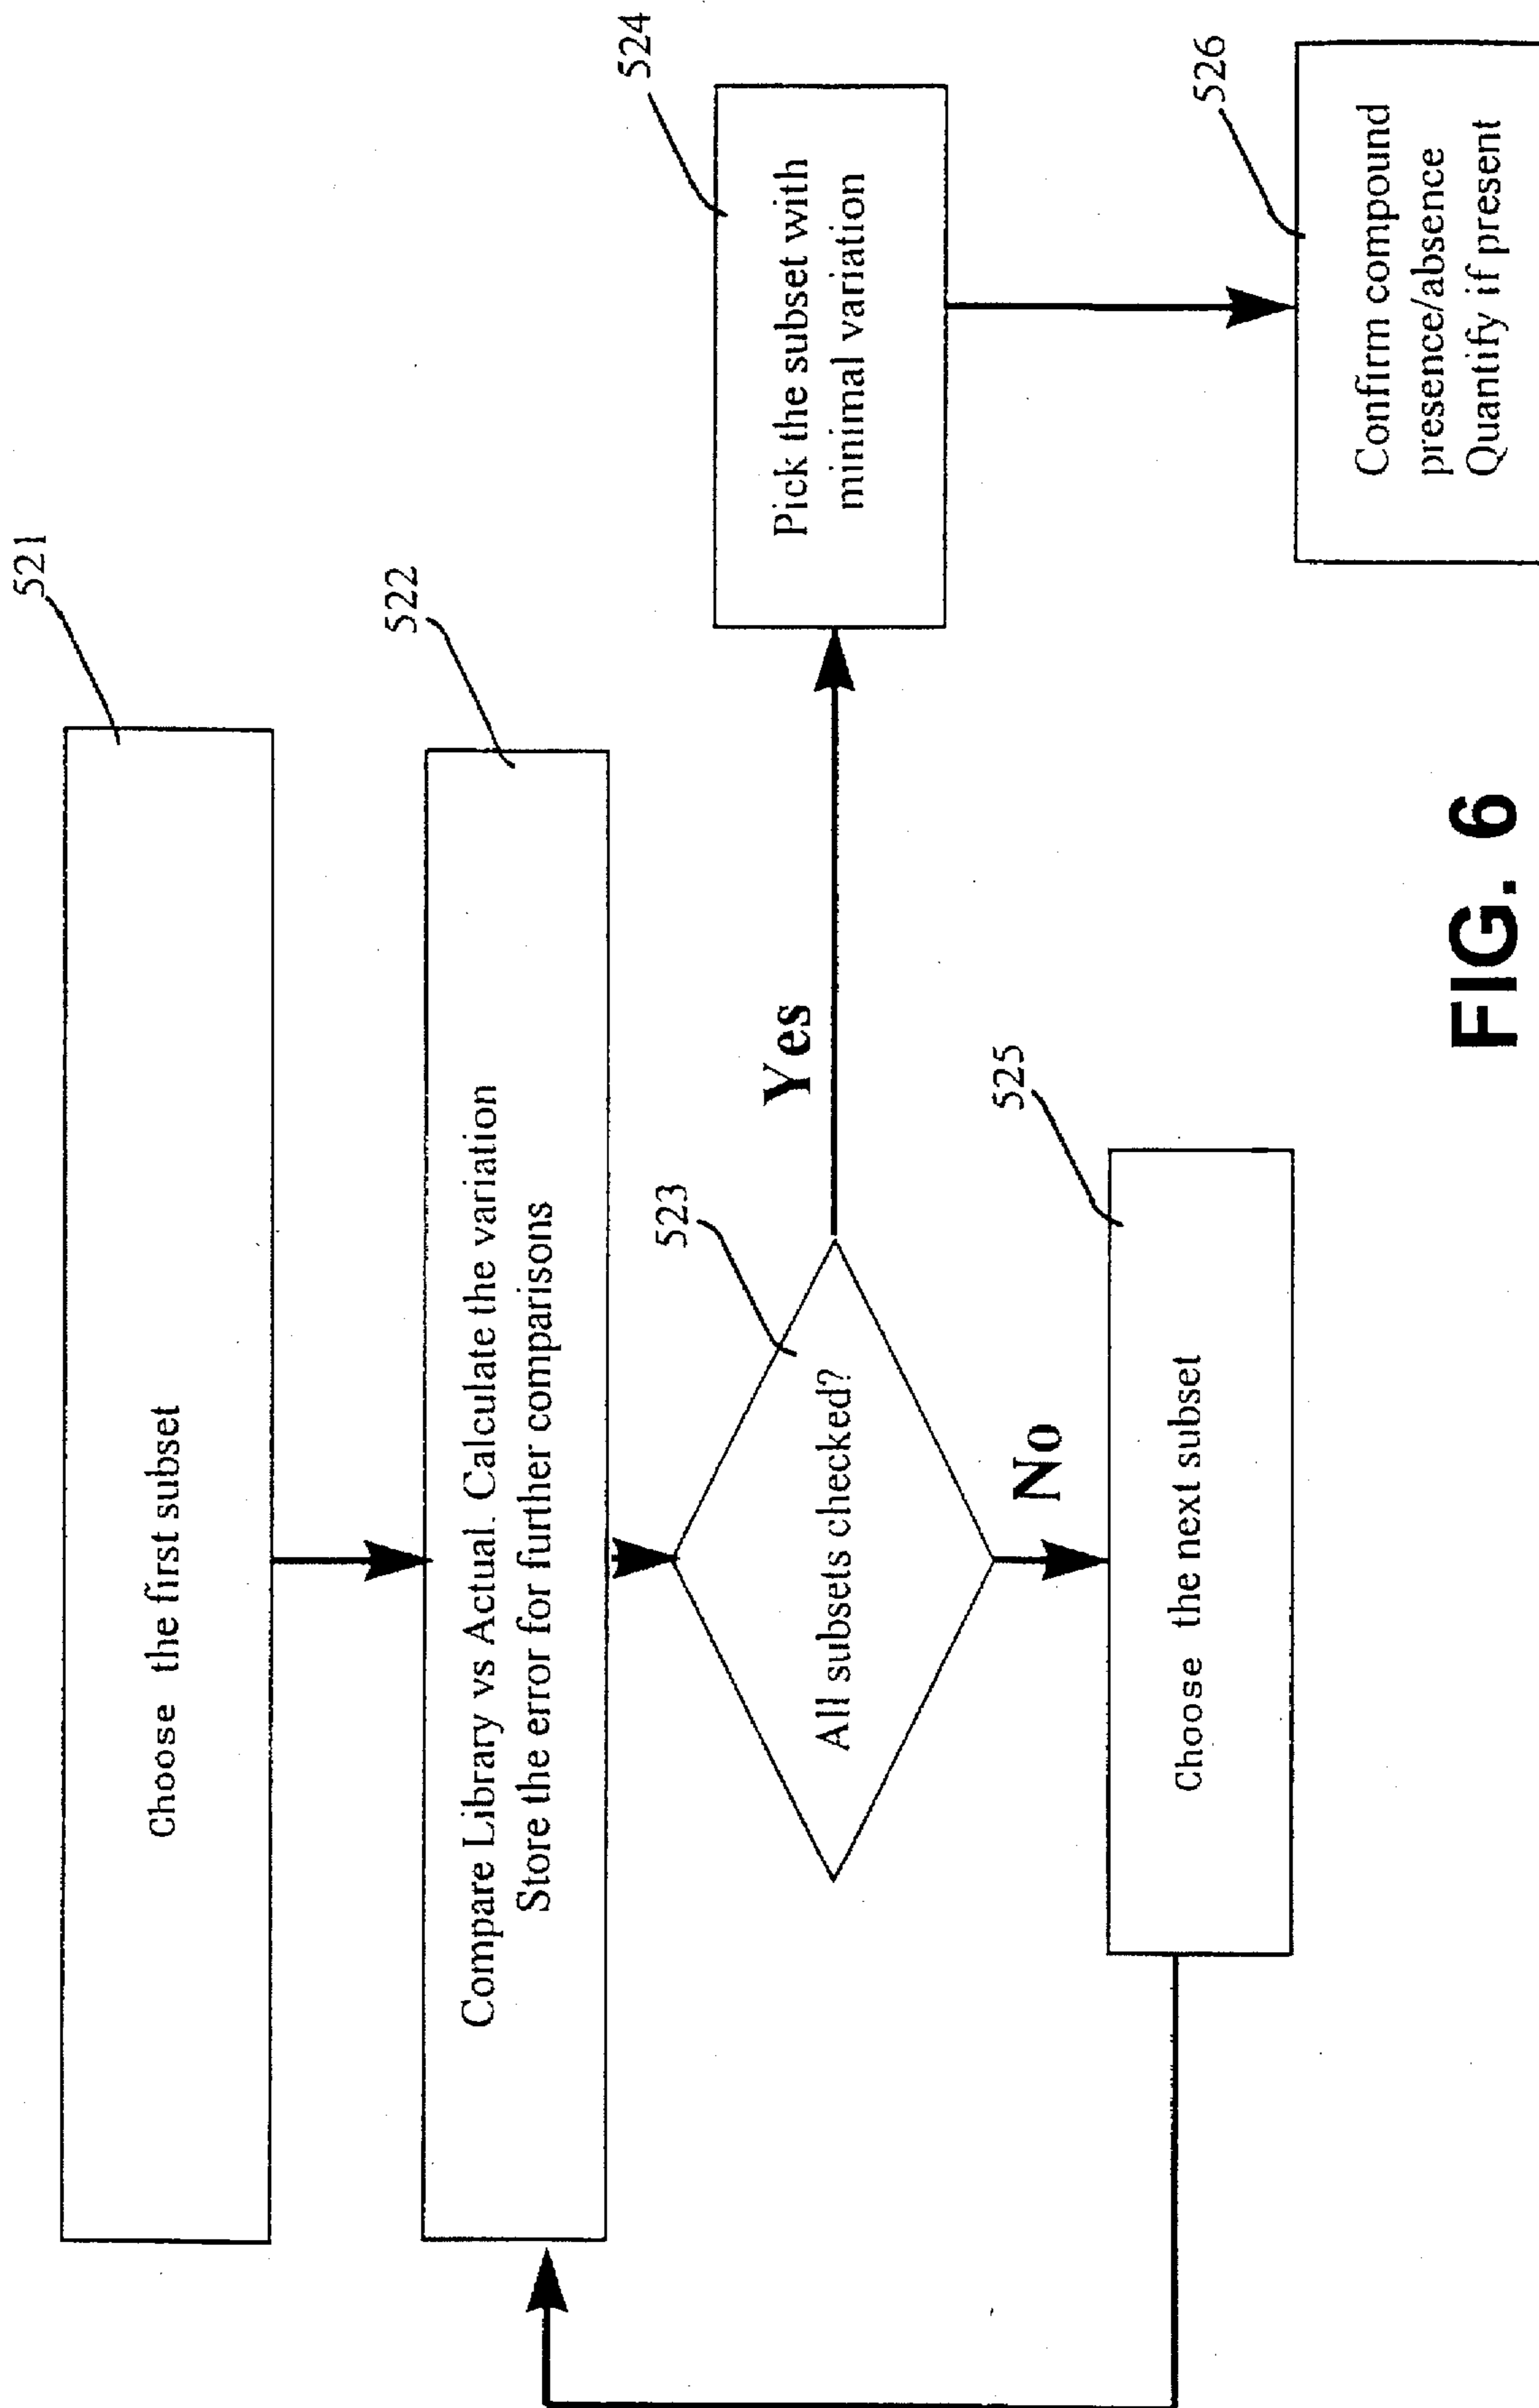 521
Choose the first subset
522
Compare Library vs Actual. Calculate the variation
Store the error for further comparisons
523
All subsets checked?
Yes
524
Pick the subset with
minimal variation
No
525
Choose the next subset
526
Confirm compound
presence/absence
Quantify if present
FIG. 6